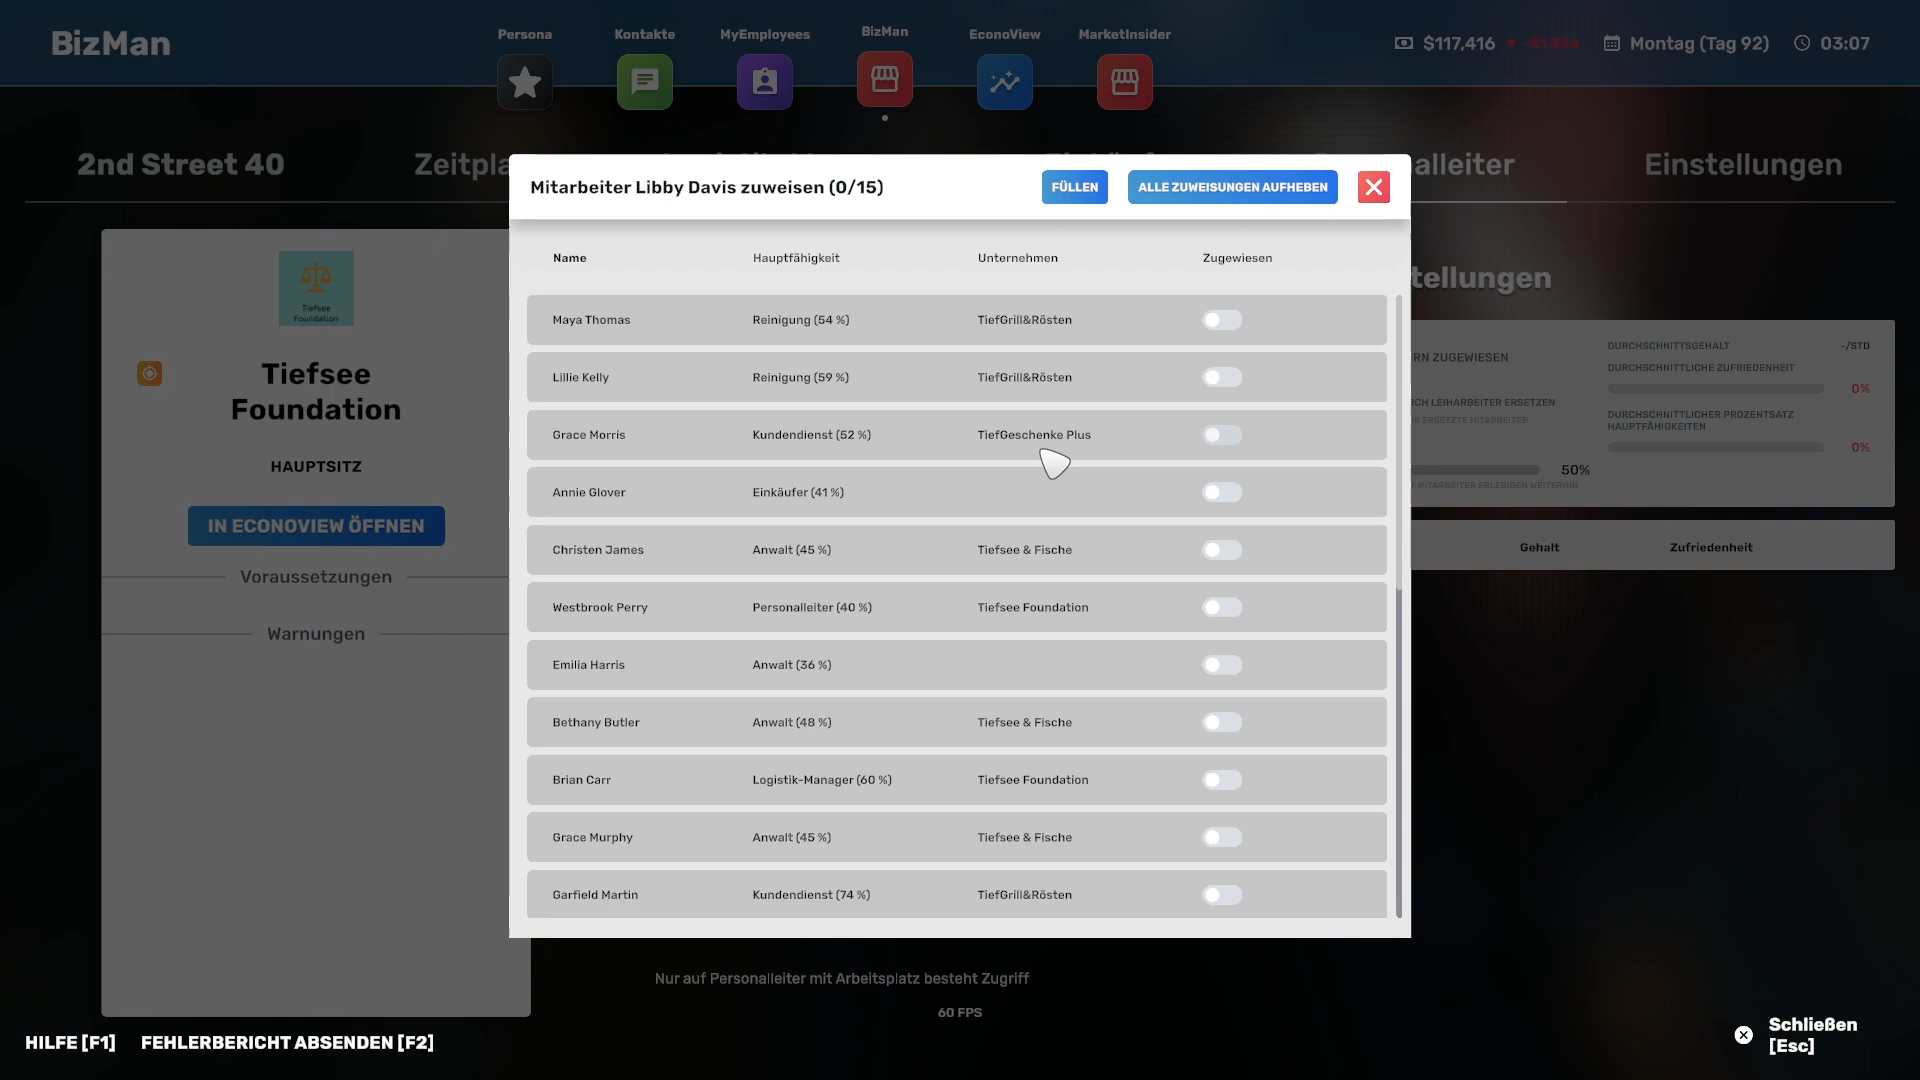 BizMan
Persona
Kontakte
MyEmployees
BizMan
EconoView
MarketInsider
$117,416
Montag (Tag 92)
03:07
2nd Street 40
Einstellungen
Mitarbeiter Libby Davis zuweisen (0/15)
FÜLLEN
ALLE ZUWEISUNGEN AUFHEBEN
Name Hauptfähigkeit Unternehmen Zugewiesen
Maya Thomas Reinigung (54 %) TiefGrill&Rösten
Lillie Kelly Reinigung (59 %) TiefGrill&Rösten
Grace Morris Kundendienst (52 %) TiefGeschenke Plus
Annie Glover Einkäufer (41 %)
Christen James Anwalt (45 %) Tiefsee & Fische
Westbrook Perry Personalleiter (40 %) Tiefsee Foundation
Emilia Harris Anwalt (36 %)
Bethany Butler Anwalt (48 %) Tiefsee & Fische
Brian Carr Logistik-Manager (60 %) Tiefsee Foundation
Grace Murphy Anwalt (45 %) Tiefsee & Fische
Garfield Martin Kundendienst (74 %) TiefGrill&Rösten
Tiefsee
Foundation
Tiefsee
Foundation
HAUPTSITZ
IN ECONOVIEW ÖFFNEN
Voraussetzungen
Warnungen
ZUGEWIESEN
LEIHARBEITER ERSETZEN
ERSETZTE MITARBEITER
50%
MITARBEITER ERLEDIGEN WEITERHIN
DURCHSCHNITTSGEHALT -/STD
DURCHSCHNITTLICHE ZUFRIEDENHEIT
0%
DURCHSCHNITTLICHER PROZENTSATZ
HAUPTFÄHIGKEITEN
0%
Gehalt Zufriedenheit
Nur auf Personalleiter mit Arbeitsplatz besteht Zugriff
60 FPS
HILFE [F1] FEHLERBERICHT ABSENDEN [F2]
Schließen
[Esc]